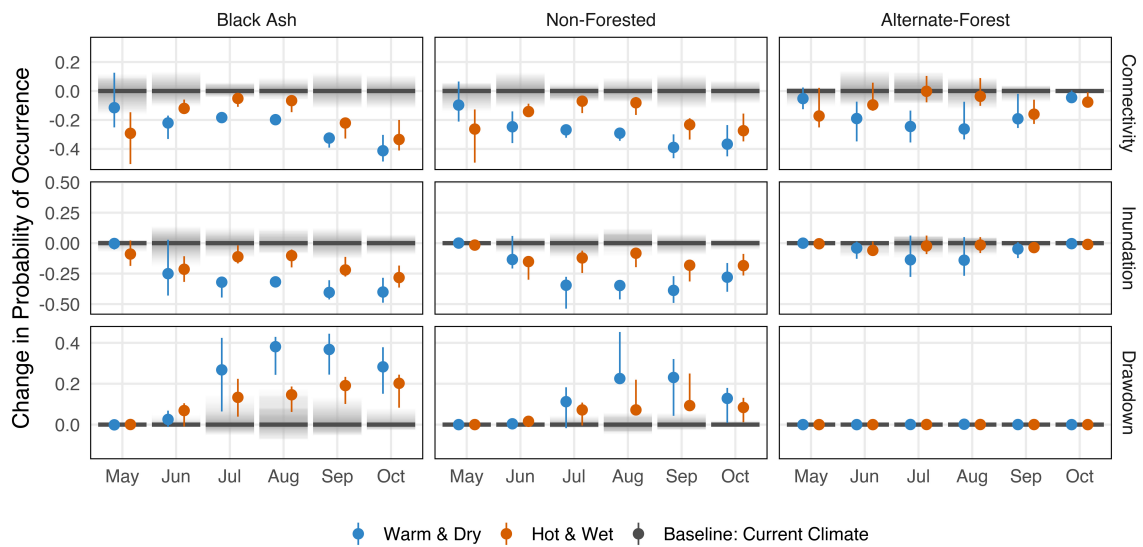 Black Ash Non-Forested Alternate-Forest
Change in Probability of Occurrence
0.2
0.0
-0.2
-0.4
Connectivity
0.50
0.25
0.00
-0.25
-0.50
Inundation
0.4
0.2
0.0
Drawdown
May Jun Jul Aug Sep Oct May Jun Jul Aug Sep Oct May Jun Jul Aug Sep Oct
Warm & Dry Hot & Wet Baseline: Current Climate